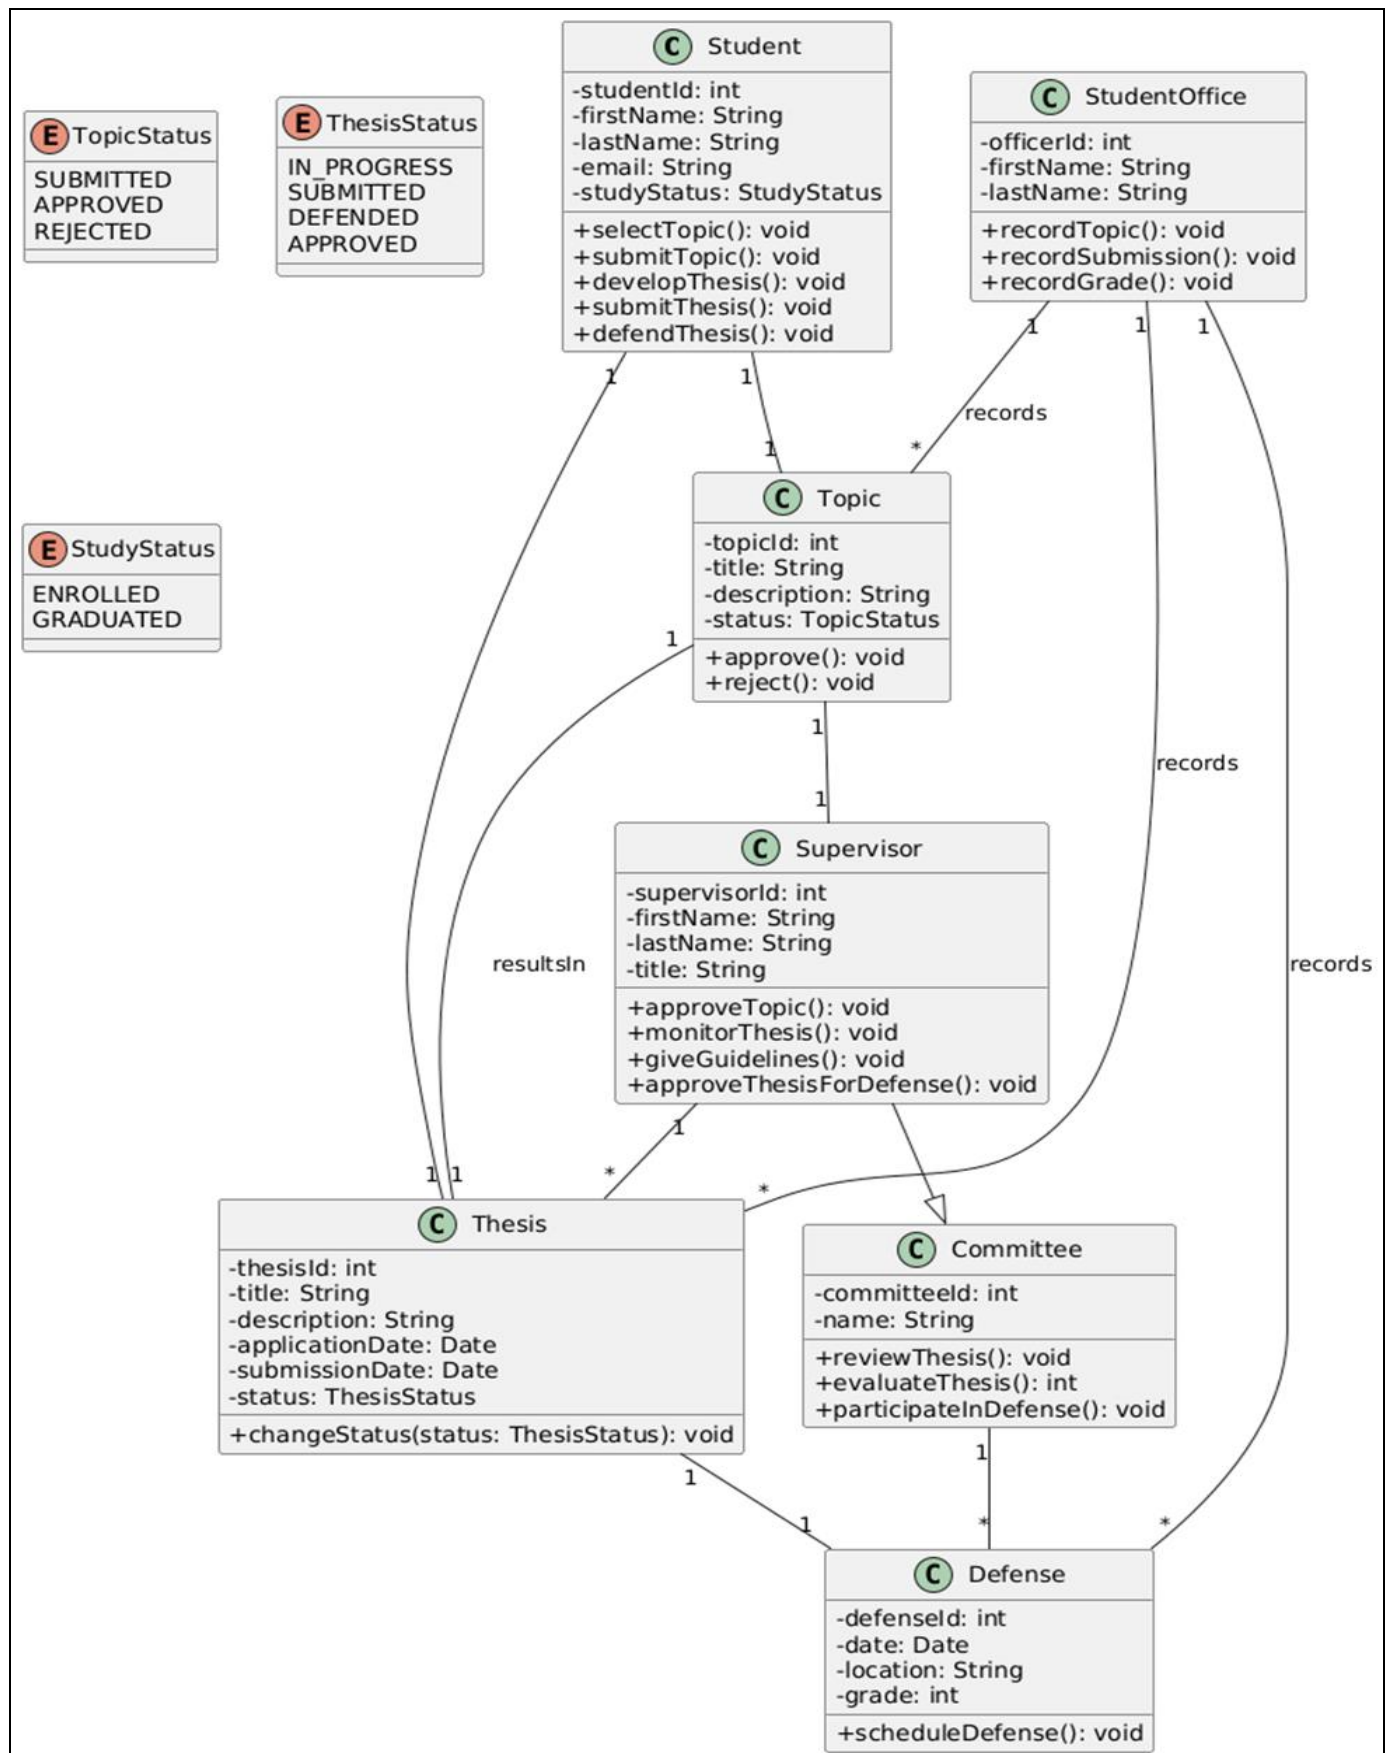 C Student
-studentId: int
-firstName: String
-lastName: String
-email: String
-studyStatus: StudyStatus
+selectTopic(): void
+submitTopic(): void
+developThesis(): void
+submitThesis(): void
+defendThesis(): void
C StudentOffice
-officerId: int
-firstName: String
-lastName: String
+recordTopic(): void
+recordSubmission(): void
+recordGrade(): void
E TopicStatus
SUBMITTED
APPROVED
REJECTED
E ThesisStatus
IN_PROGRESS
SUBMITTED
DEFENDED
APPROVED
1
1
1
1
1
records
1
*
C Topic
-topicId: int
-title: String
-description: String
-status: TopicStatus
+approve(): void
+reject(): void
E StudyStatus
ENROLLED
GRADUATED
1
1
records
1
C Supervisor
-supervisorId: int
-firstName: String
-lastName: String
-title: String
+approveTopic(): void
+monitorThesis(): void
+giveGuidelines(): void
+approveThesisForDefense(): void
resultsIn
records
1
1
1
*
*
C Thesis
-thesisId: int
-title: String
-description: String
-applicationDate: Date
-submissionDate: Date
-status: ThesisStatus
+changeStatus(status: ThesisStatus): void
C Committee
-committeeId: int
-name: String
+reviewThesis(): void
+evaluateThesis(): int
+participateInDefense(): void
1
1
1
*
*
C Defense
-defenseId: int
-date: Date
-location: String
-grade: int
+scheduleDefense(): void